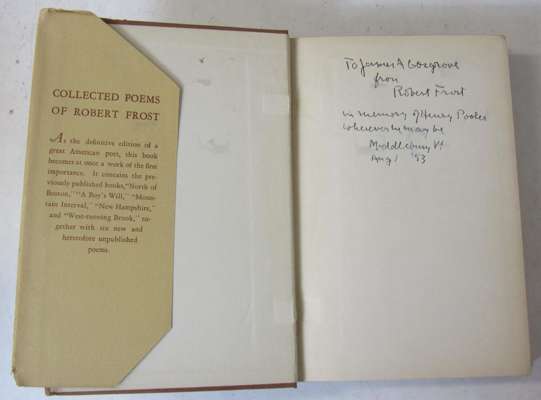 COLLECTED POEMS
OF ROBERT FROST
As the definitive edition of a
great American poet, this book
becomes at once a work of the first
importance. It contains the pre-
viously published books, "North of
Boston," "A Boy's Will," "Moun-
tain Interval," "New Hampshire,"
and "West-running Brook," to-
gether with six new and
heretofore unpublished
poems.
To James A Cosgrove
from
Robert Frost
in memory of Henry
wherever he may be
Middlebury Vt
Aug 1 '53